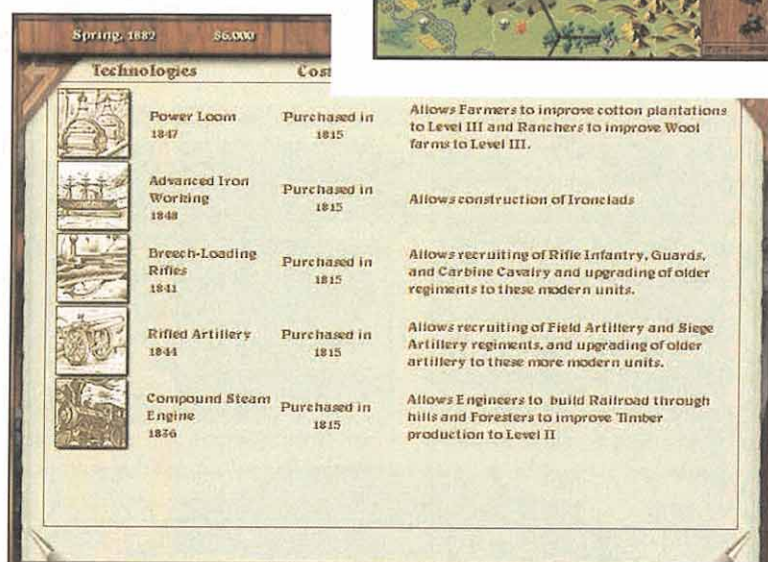 Spring, 1882 $6,000
Technologies Cost
Power Loom
1847
Purchased in
1815
Allows Farmers to improve cotton plantations
to Level III and Ranchers to improve Wool
farms to Level III.
Advanced Iron
Working
1848
Purchased in
1815
Allows construction of Ironclads
Breech-Loading
Rifles
1841
Purchased in
1815
Allows recruiting of Rifle Infantry, Guards,
and Carbine Cavalry and upgrading of older
regiments to these modern units.
Rifled Artillery
1844
Purchased in
1815
Allows recruiting of Field Artillery and Siege
Artillery regiments, and upgrading of older
artillery to these more modern units.
Compound Steam
Engine
1836
Purchased in
1815
Allows Engineers to build Railroad through
hills and Foresters to improve Timber
production to Level II